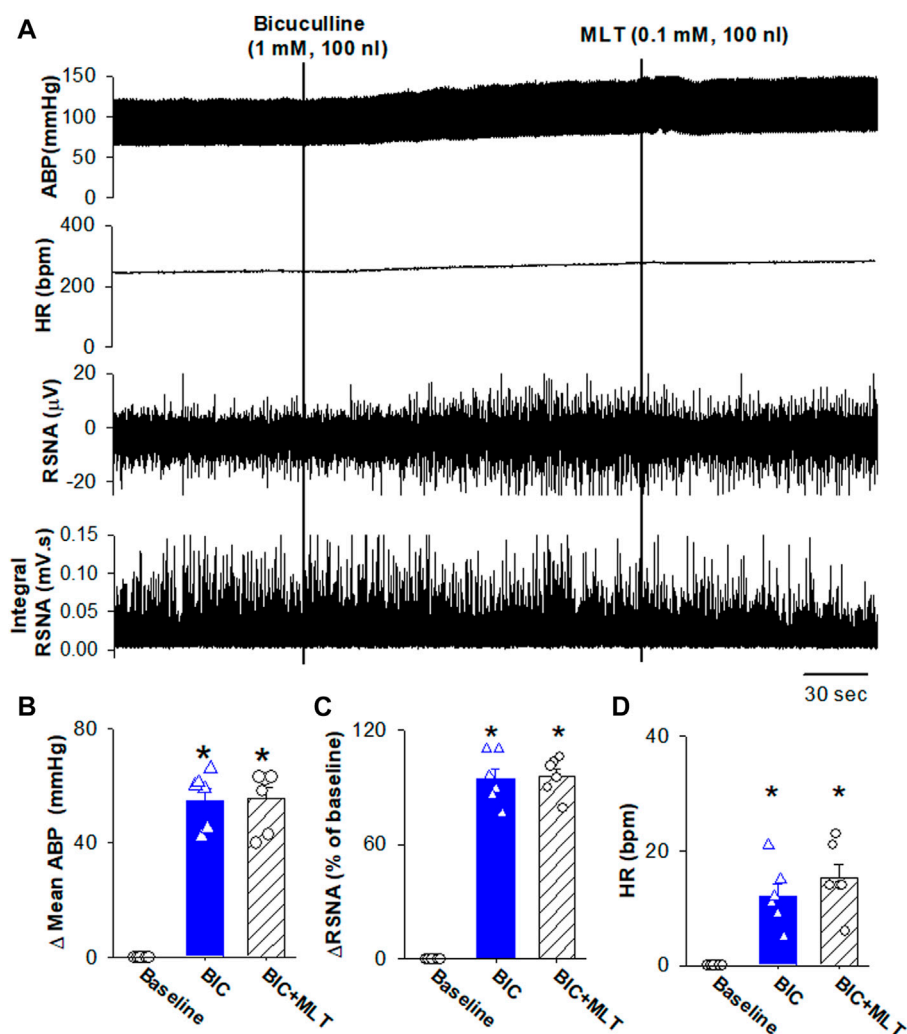 A
Bicuculline
(1 mM, 100 nl)
MLT (0.1 mM, 100 nl)
ABP(mmHg)
150
100
50
0
HR (bpm)
400
200
0
RSNA (μV)
20
0
-20
Integral
RSNA (mV.s)
0.15
0.10
0.05
0.00
30 sec
B
Δ Mean ABP (mmHg)
80
40
0
* *
Baseline
BIC
BIC+MLT
C
ΔRSNA (% of baseline)
120
60
0
* *
Baseline
BIC
BIC+MLT
D
HR (bpm)
40
20
0
* *
Baseline
BIC
BIC+MLT